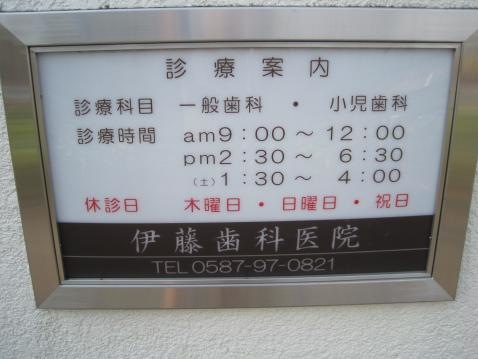 診療案内
診療科目 一般歯科 ・ 小児歯科
診療時間 am9：00～12：00
pm2：30～ 6：30
（土）1：30～ 4：00
休診日 木曜日・日曜日・祝日
伊藤歯科医院
TEL 0587-97-0821